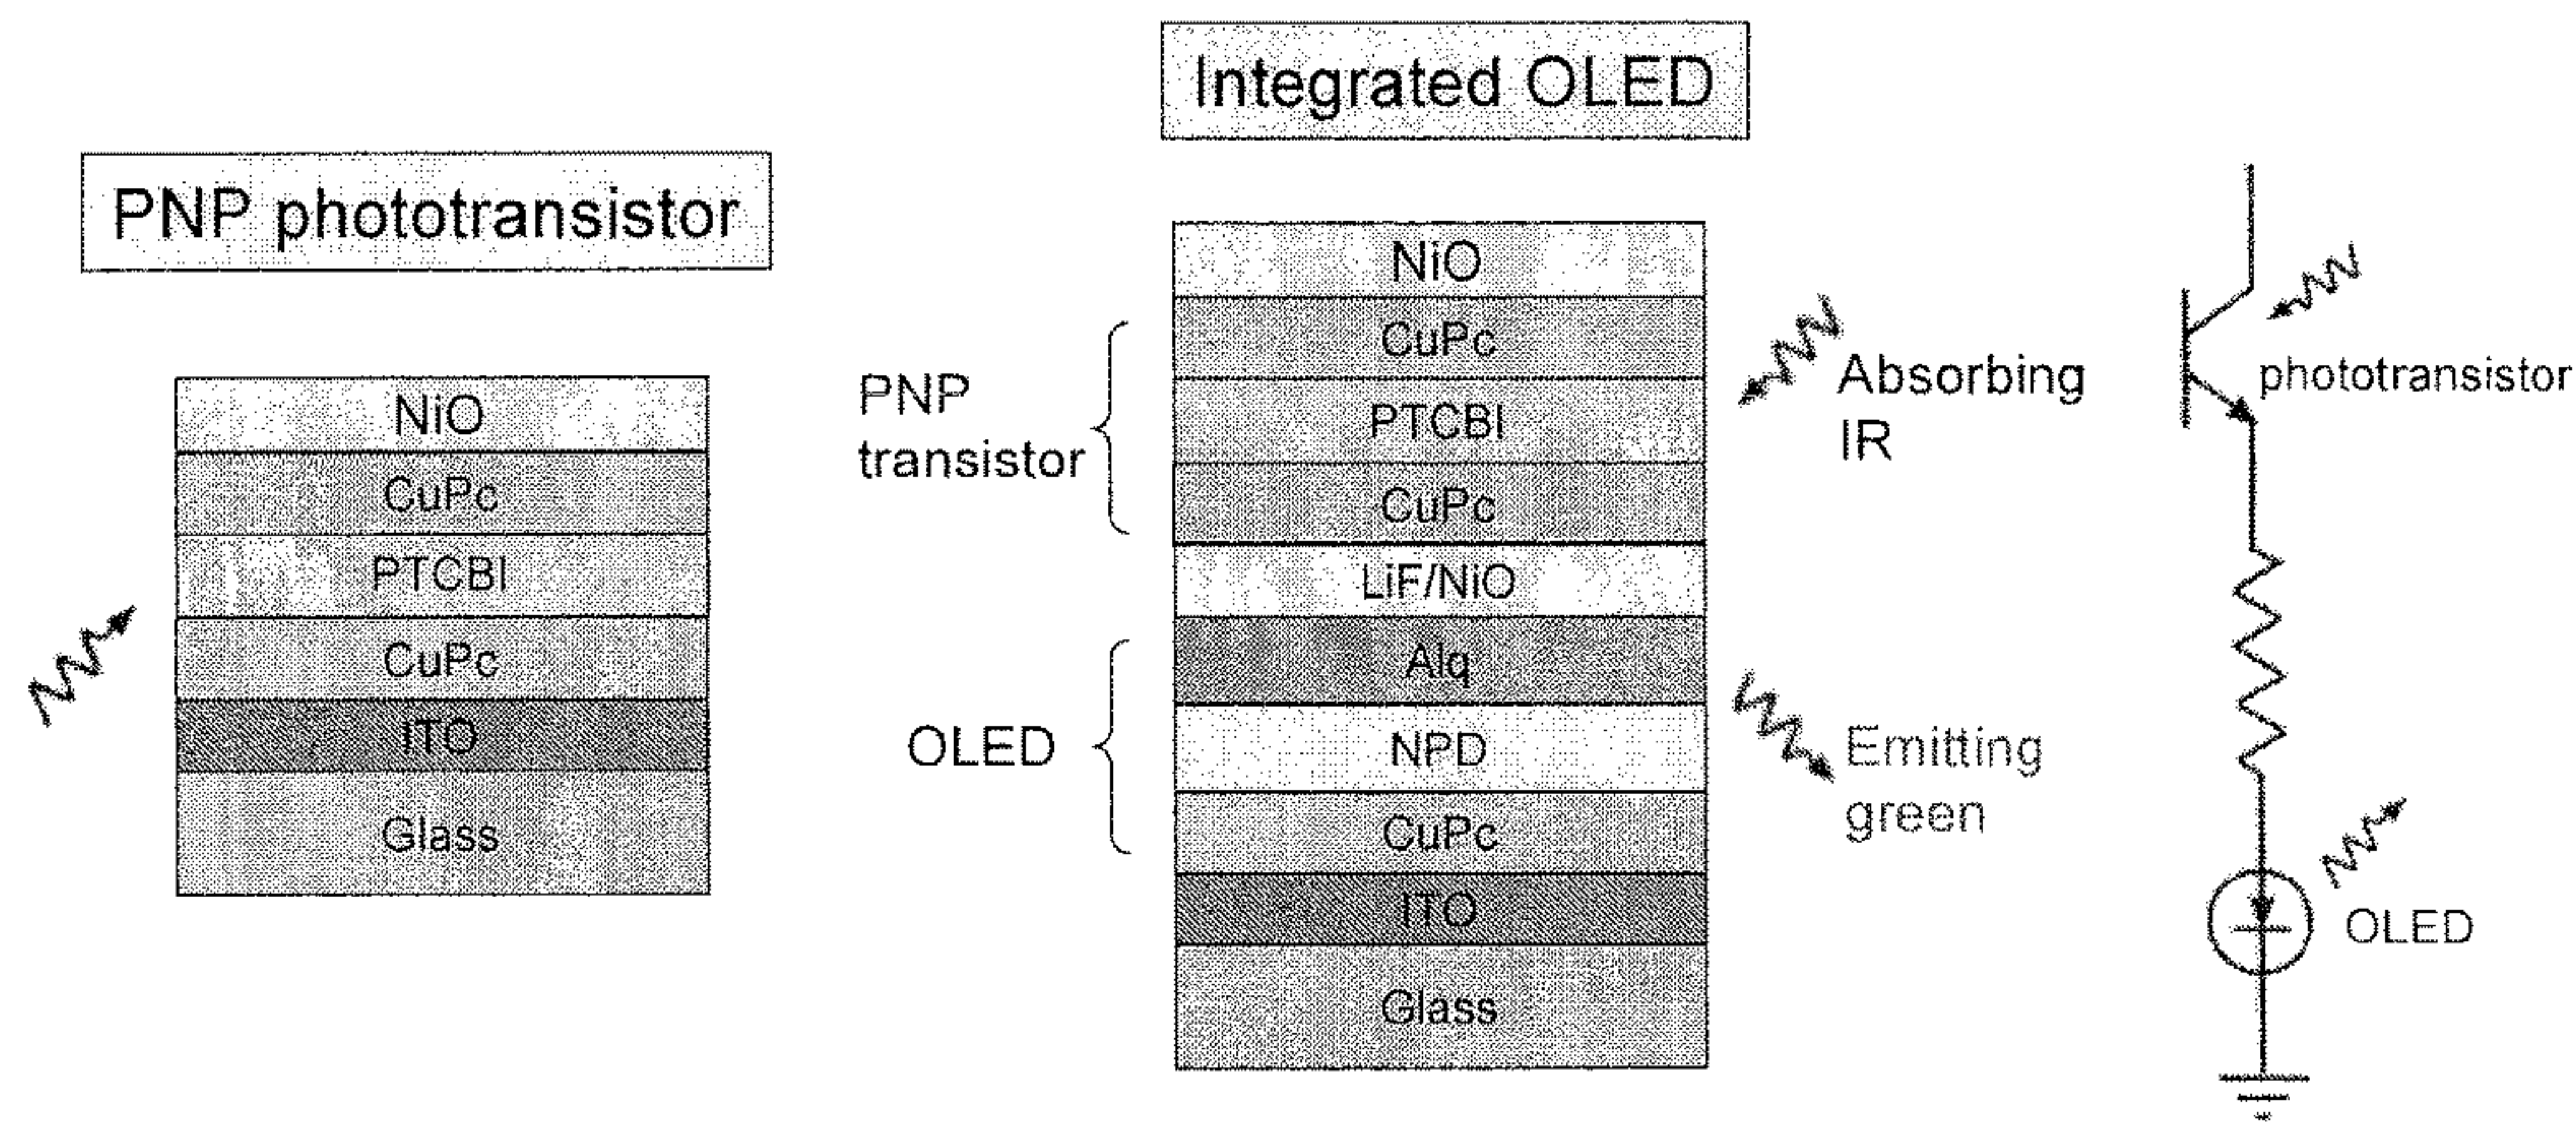 PNP phototransistor
NiO
CuPc
PTCBI
CuPc
ITO
Glass
Integrated OLED
PNP
transistor
OLED
NiO
CuPc
PTCBI
CuPc
LiF/NiO
Alq
NPD
CuPc
ITO
Glass
Absorbing
IR
Emitting
green
phototransistor
OLED